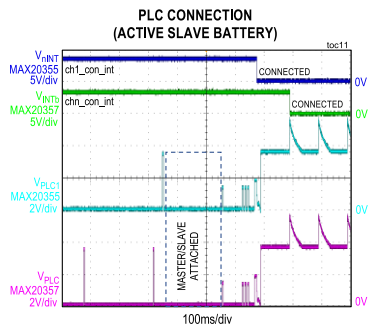 PLC CONNECTION
(ACTIVE SLAVE BATTERY)
toc11
VnINT
MAX20355
5V/div
ch1_con_int
CONNECTED
0V
VINTb
MAX20357
5V/div
chn_con_int
CONNECTED
0V
VPLC1
MAX20355
2V/div
0V
MASTER/SLAVE
ATTACHED
VPLC
MAX20357
2V/div
0V
100ms/div